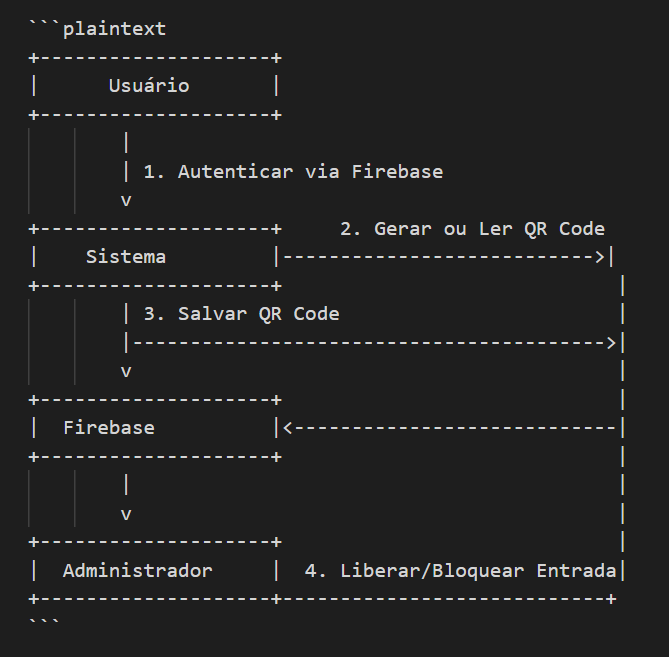 ```plaintext
+---------------------+
|      Usuário       |
+---------------------+
        |
        | 1. Autenticar via Firebase
        v
+---------------------+     2. Gerar ou Ler QR Code
|    Sistema         |--------------------------->|
+---------------------+                             |
        | 3. Salvar QR Code                        |
        |----------------------------------------->|
        v                                          |
+---------------------+                             |
|  Firebase          |<----------------------------|
+---------------------+                             |
        |                                          |
        v                                          |
+---------------------+                             |
|  Administrador     |  4. Liberar/Bloquear Entrada|
+---------------------+----------------------------+
```